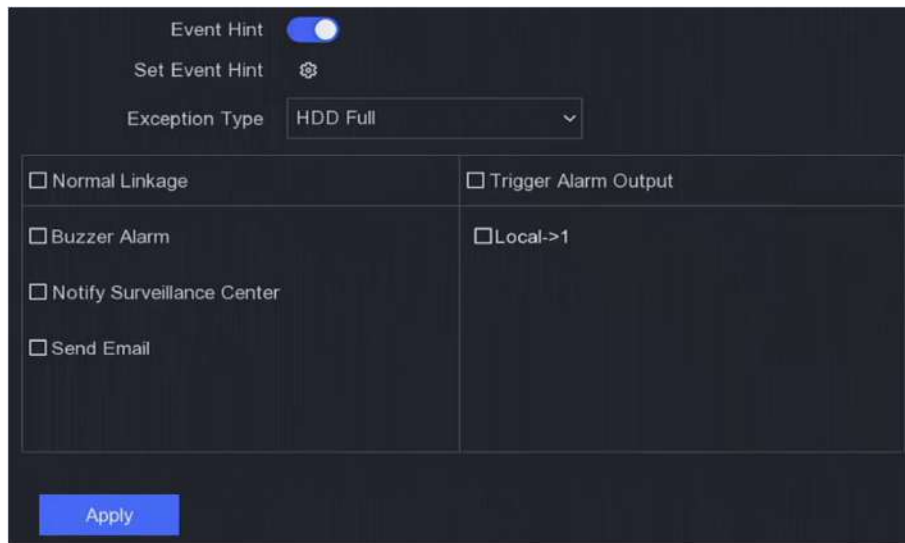 Event Hint
Set Event Hint
Exception Type HDD Full
Normal Linkage Trigger Alarm Output
Buzzer Alarm Local->1
Notify Surveillance Center
Send Email
Apply